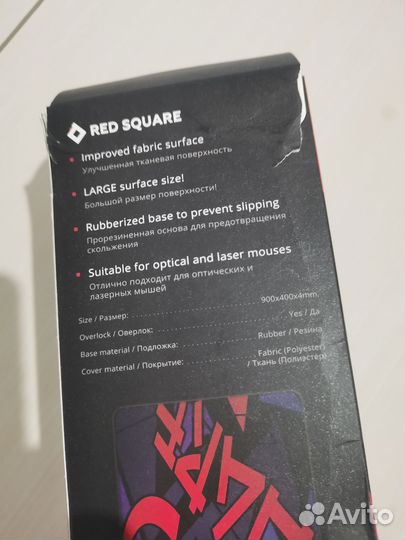 RED SQUARE
Improved fabric surface
Улучшенная тканевая поверхность
LARGE surface size!
Большой размер поверхности!
Rubberized base to prevent slipping
Прорезиненная основа для предотвращения
скольжения
Suitable for optical and laser mouses
Отлично подходит для оптических и
лазерных мышей
Size / Размер: 900x400x4mm
Overlock / Оверлок: Yes / Да
Base material / Подложка: Rubber / Резина
Cover material / Покрытие: Fabric (Polyester)
/ Ткань (Полиэстер)
Avito